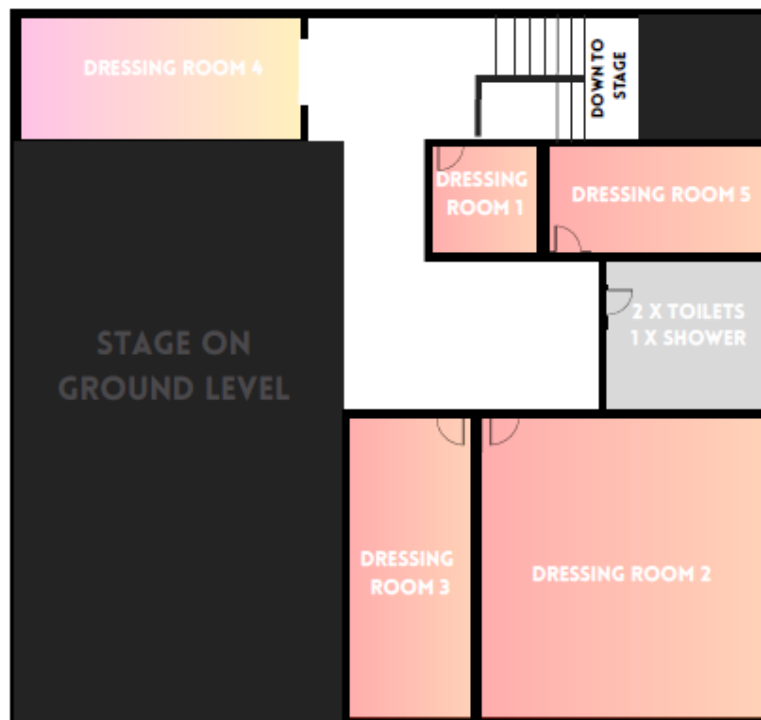 DRESSING ROOM 4
DOWN TO
STAGE
DRESSING
ROOM 1
DRESSING ROOM 5
2 X TOILETS
1 X SHOWER
STAGE ON
GROUND LEVEL
DRESSING
ROOM 3
DRESSING ROOM 2